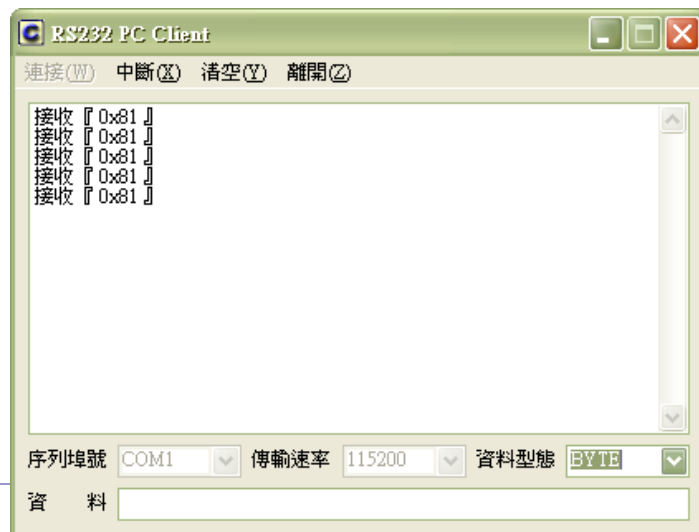 RS232 PC Client
連接(W) 中斷(X) 清空(Y) 離開(Z)
接收『 0x81 』
接收『 0x81 』
接收『 0x81 』
接收『 0x81 』
接收『 0x81 』
序列埠號 COM1 傳輸速率 115200 資料型態 BYTE
資 料